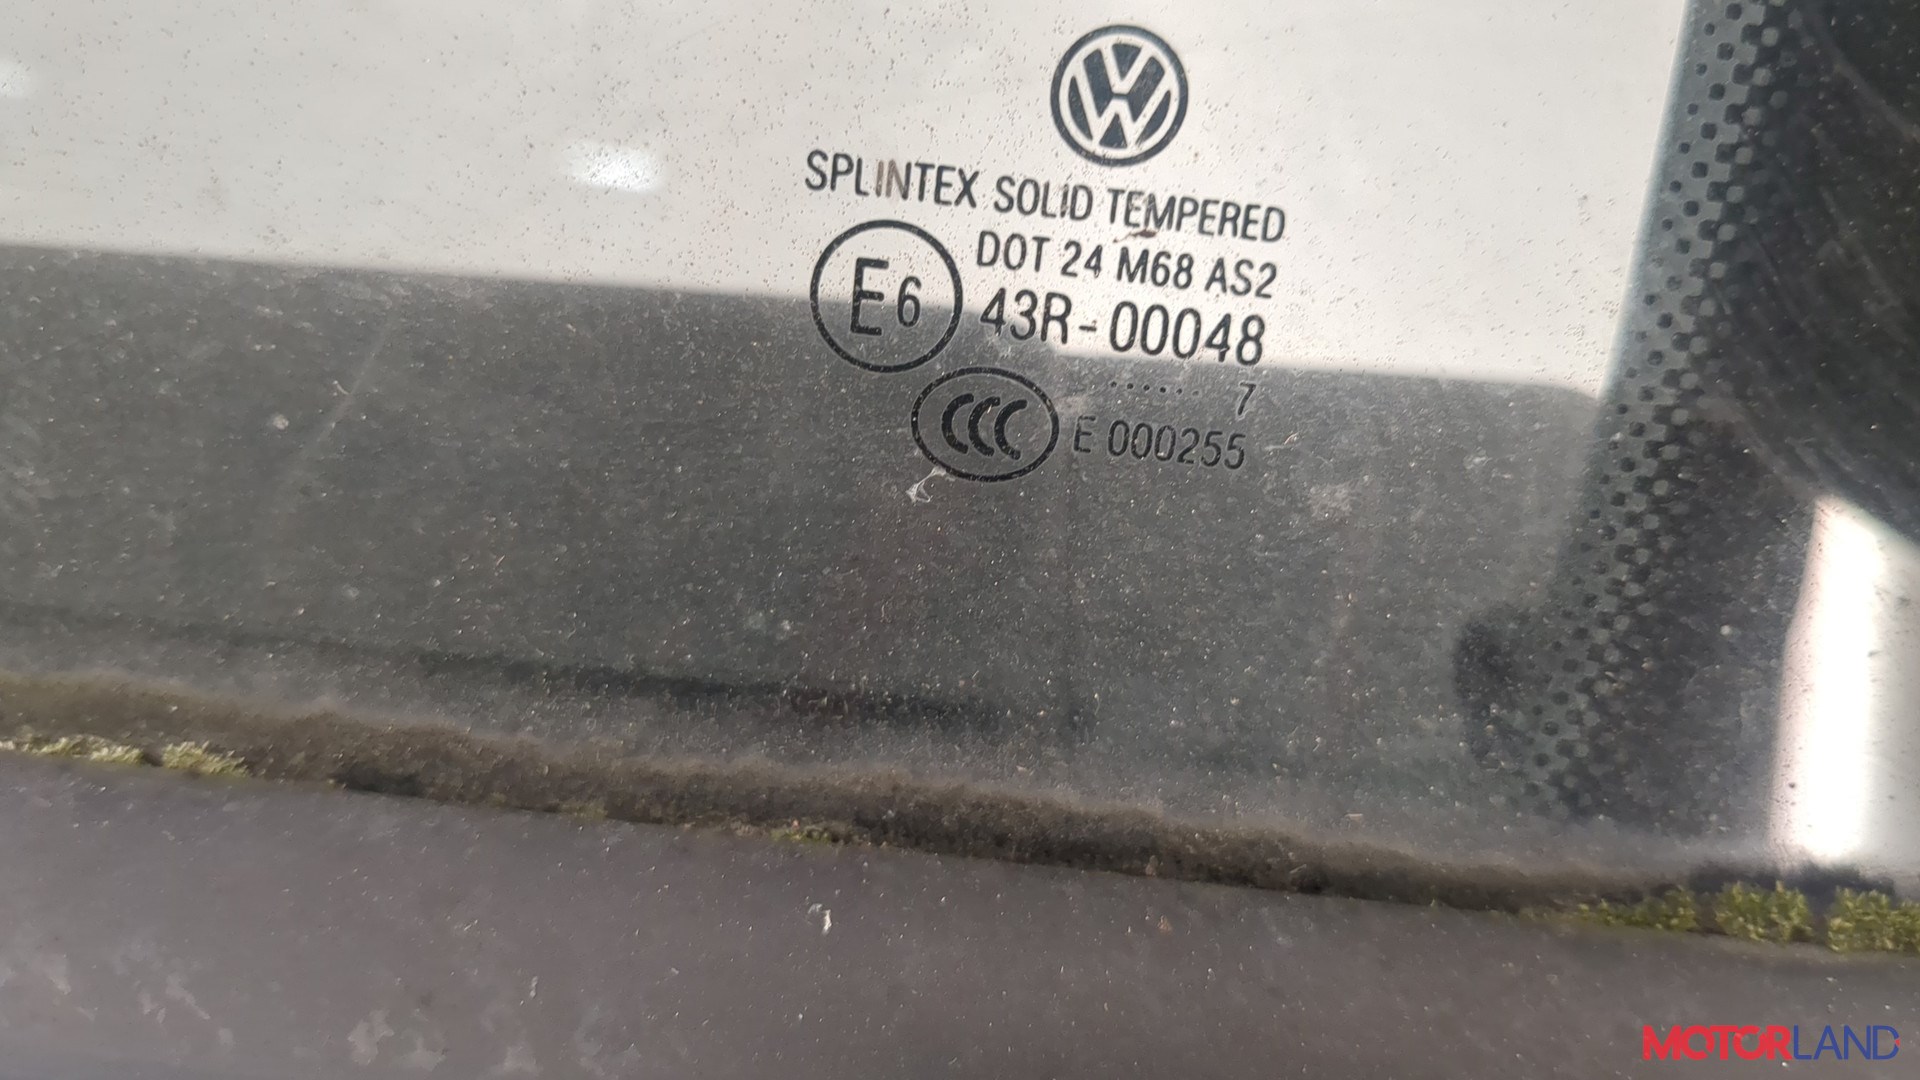 SPLINTEX SOLID TEMPERED
DOT 24 M68 AS2
E6 43R-00048
..... 7
CCC E 000255
MOTORLAND